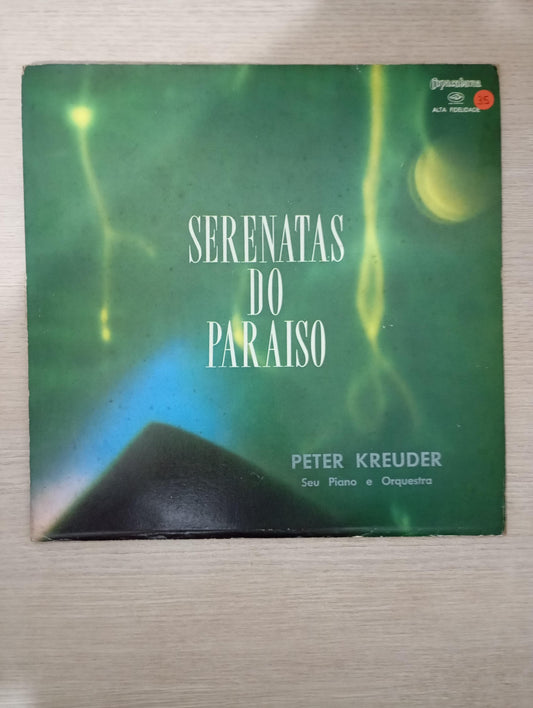 Copacabana
35
ALTA FIDELIDADE
SERENATAS
DO
PARAISO
PETER KREUDER
Seu Piano e Orquestra